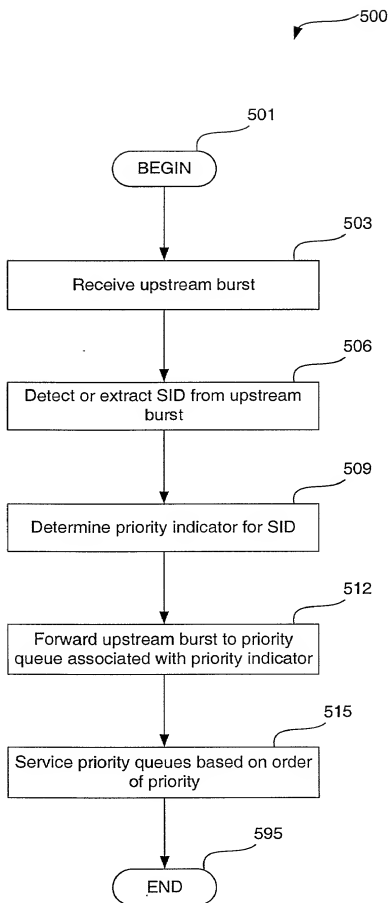 500
501
BEGIN
503
Receive upstream burst
506
Detect or extract SID from upstream
burst
509
Determine priority indicator for SID
512
Forward upstream burst to priority
queue associated with priority indicator
515
Service priority queues based on order
of priority
595
END